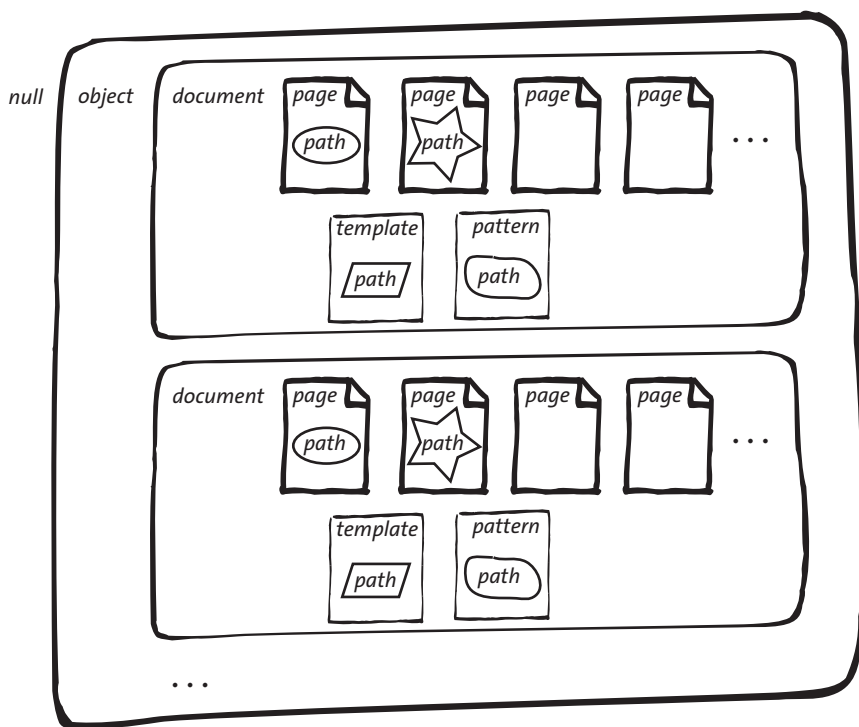 null object document page page page page
path path ...
template pattern
path path
document page page page page
path path ...
template pattern
path path
...